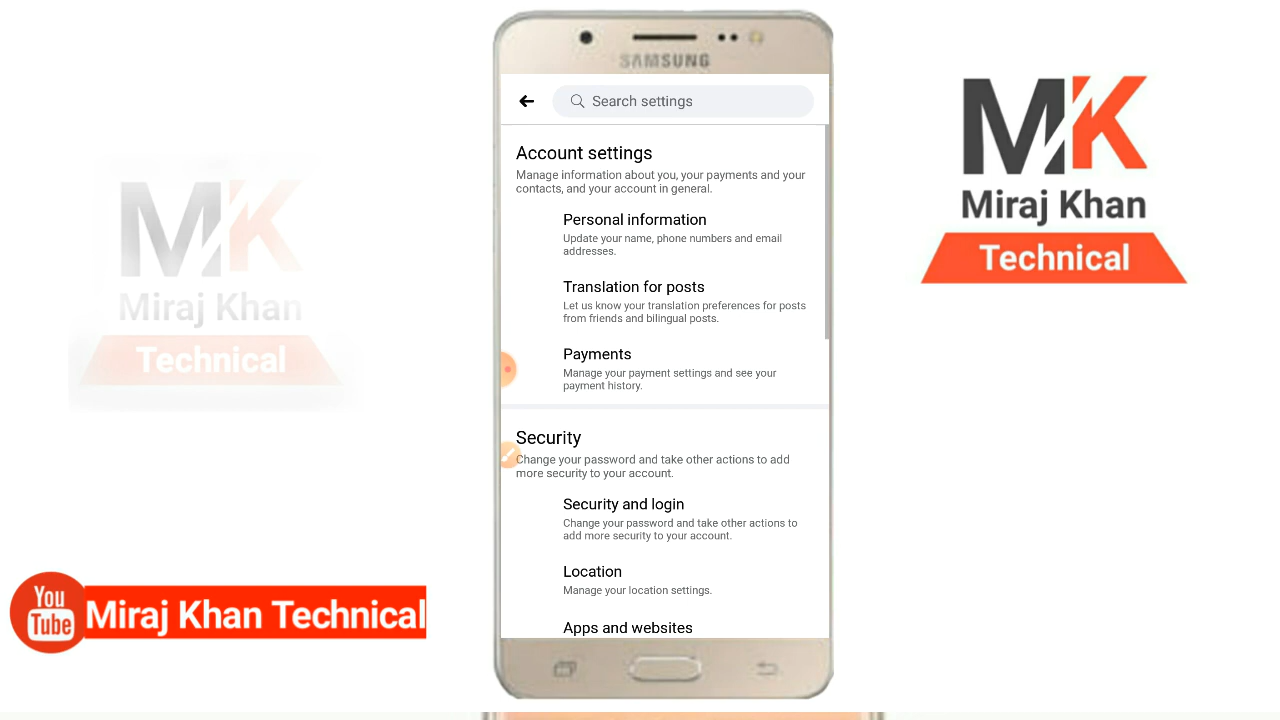 SAMSUNG
Search settings
Account settings
Manage information about you, your payments and your
contacts, and your account in general.
Personal information
Update your name, phone numbers and email
addresses.
Translation for posts
Let us know your translation preferences for posts
from friends and bilingual posts.
Payments
Manage your payment settings and see your
payment history.
Security
Change your password and take other actions to add
more security to your account.
Security and login
Change your password and take other actions to
add more security to your account.
Location
Manage your location settings.
Apps and websites
MK
Miraj Khan
Technical
MK
Miraj Khan
Technical
You
Tube
Miraj Khan Technical